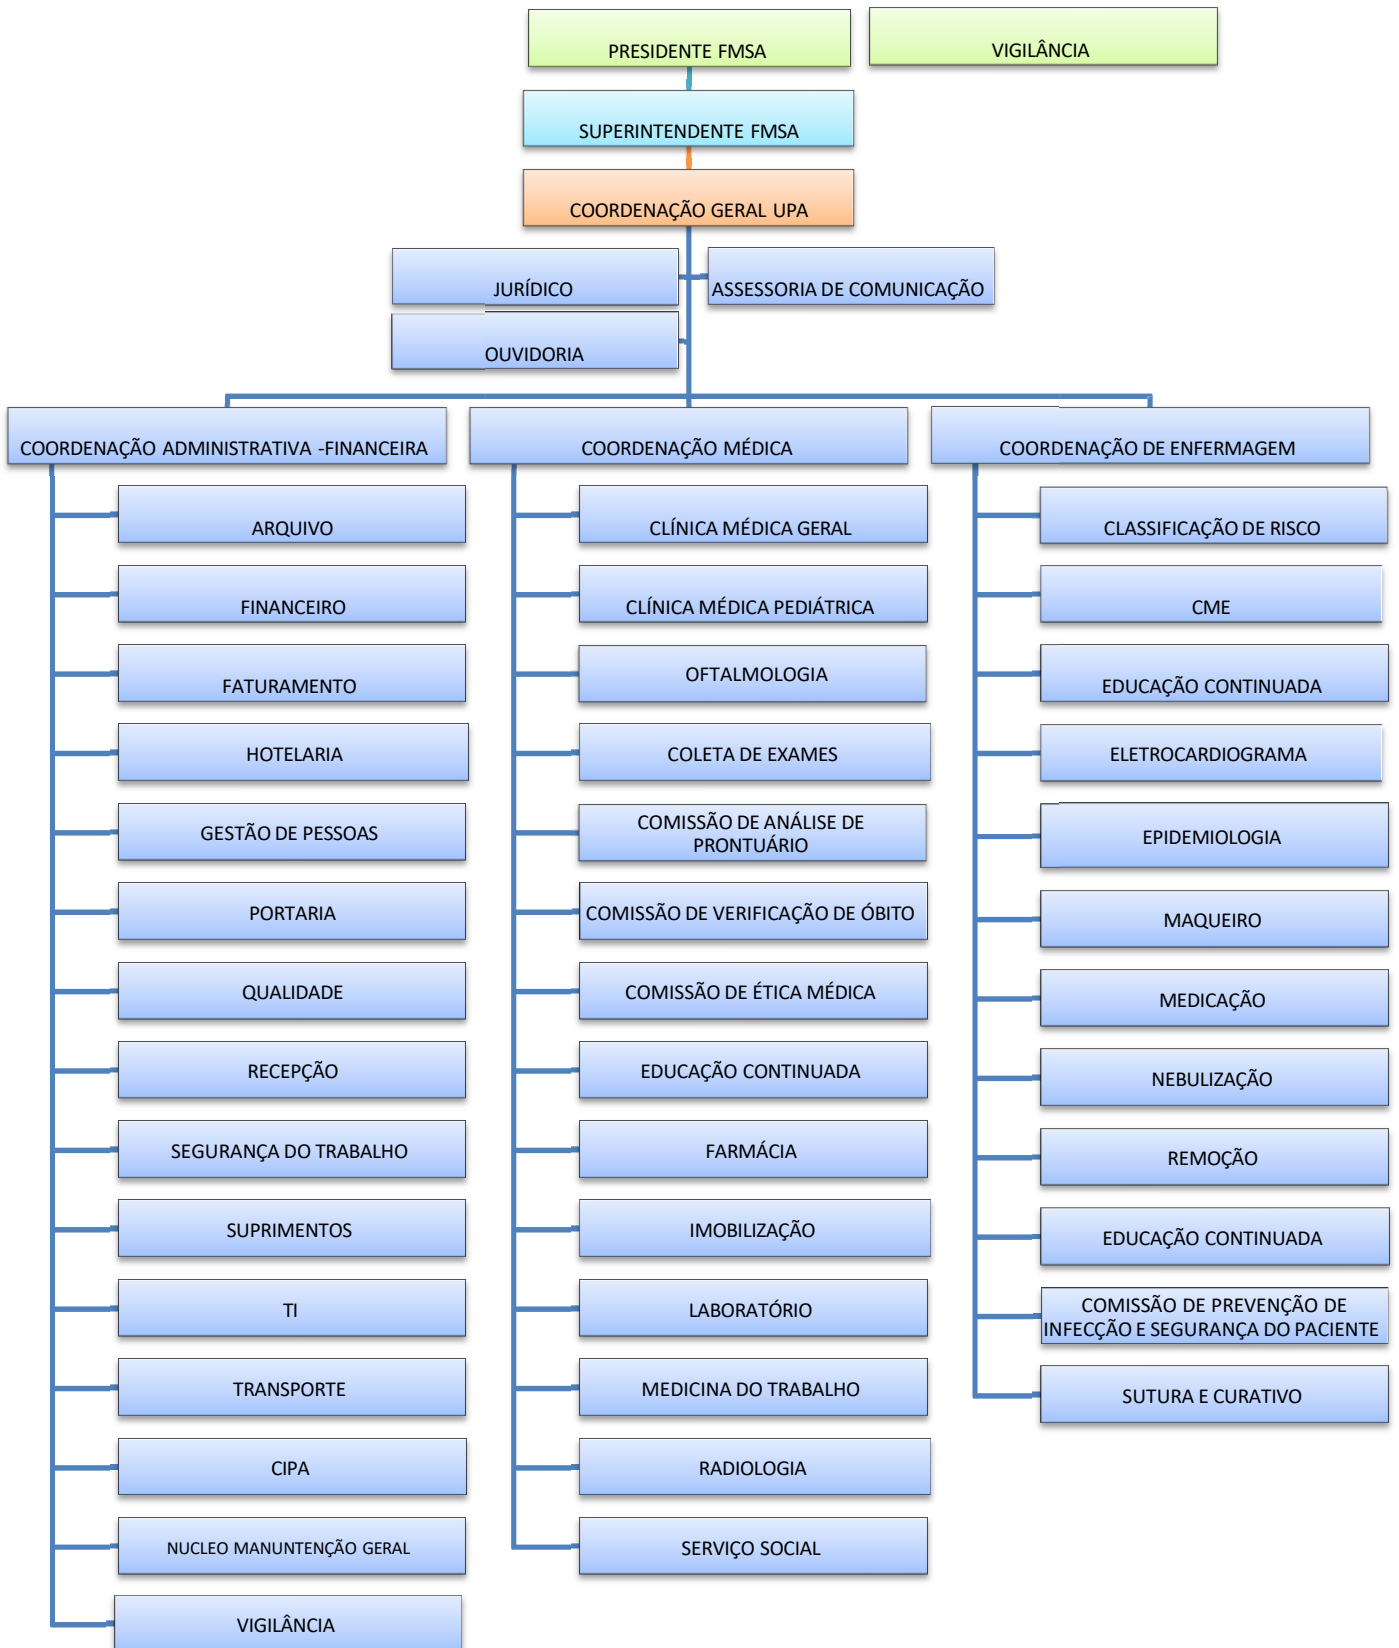 PRESIDENTE FMSA
VIGILÂNCIA
SUPERINTENDENTE FMSA
COORDENAÇÃO GERAL UPA
JURÍDICO
ASSESSORIA DE COMUNICAÇÃO
OUVIDORIA
COORDENAÇÃO ADMINISTRATIVA -FINANCEIRA
ARQUIVO
FINANCEIRO
FATURAMENTO
HOTELARIA
GESTÃO DE PESSOAS
PORTARIA
QUALIDADE
RECEPÇÃO
SEGURANÇA DO TRABALHO
SUPRIMENTOS
TI
TRANSPORTE
CIPA
NUCLEO MANUNTENÇÃO GERAL
VIGILÂNCIA
COORDENAÇÃO MÉDICA
CLÍNICA MÉDICA GERAL
CLÍNICA MÉDICA PEDIÁTRICA
OFTALMOLOGIA
COLETA DE EXAMES
COMISSÃO DE ANÁLISE DE
PRONTUÁRIO
COMISSÃO DE VERIFICAÇÃO DE ÓBITO
COMISSÃO DE ÉTICA MÉDICA
EDUCAÇÃO CONTINUADA
FARMÁCIA
IMOBILIZAÇÃO
LABORATÓRIO
MEDICINA DO TRABALHO
RADIOLOGIA
SERVIÇO SOCIAL
COORDENAÇÃO DE ENFERMAGEM
CLASSIFICAÇÃO DE RISCO
CME
EDUCAÇÃO CONTINUADA
ELETROCARDIOGRAMA
EPIDEMIOLOGIA
MAQUEIRO
MEDICAÇÃO
NEBULIZAÇÃO
REMOÇÃO
EDUCAÇÃO CONTINUADA
COMISSÃO DE PREVENÇÃO DE
INFECÇÃO E SEGURANÇA DO PACIENTE
SUTURA E CURATIVO